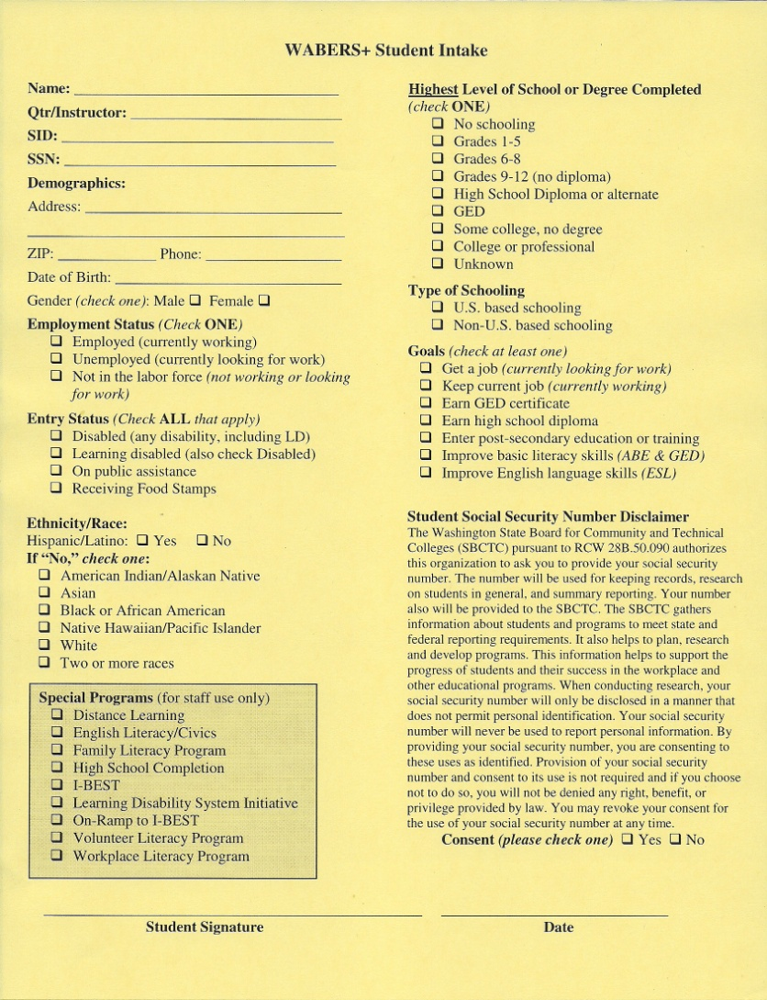 WABERS+ Student Intake
Name:
Qtr/Instructor:
SID:
SSN:
Demographics:
Address:
ZIP: Phone:
Date of Birth:
Gender (check one): Male ❑ Female ❑
Employment Status (Check ONE)
❑ Employed (currently working)
❑ Unemployed (currently looking for work)
❑ Not in the labor force (not working or looking
for work)
Entry Status (Check ALL that apply)
❑ Disabled (any disability, including LD)
❑ Learning disabled (also check Disabled)
❑ On public assistance
❑ Receiving Food Stamps
Ethnicity/Race:
Hispanic/Latino: ❑ Yes ❑ No
If “No,” check one:
❑ American Indian/Alaskan Native
❑ Asian
❑ Black or African American
❑ Native Hawaiian/Pacific Islander
❑ White
❑ Two or more races
Special Programs (for staff use only)
❑ Distance Learning
❑ English Literacy/Civics
❑ Family Literacy Program
❑ High School Completion
❑ I-BEST
❑ Learning Disability System Initiative
❑ On-Ramp to I-BEST
❑ Volunteer Literacy Program
❑ Workplace Literacy Program
Highest Level of School or Degree Completed
(check ONE)
❑ No schooling
❑ Grades 1-5
❑ Grades 6-8
❑ Grades 9-12 (no diploma)
❑ High School Diploma or alternate
❑ GED
❑ Some college, no degree
❑ College or professional
❑ Unknown
Type of Schooling
❑ U.S. based schooling
❑ Non-U.S. based schooling
Goals (check at least one)
❑ Get a job (currently looking for work)
❑ Keep current job (currently working)
❑ Earn GED certificate
❑ Earn high school diploma
❑ Enter post-secondary education or training
❑ Improve basic literacy skills (ABE & GED)
❑ Improve English language skills (ESL)
Student Social Security Number Disclaimer
The Washington State Board for Community and Technical
Colleges (SBCTC) pursuant to RCW 28B.50.090 authorizes
this organization to ask you to provide your social security
number. The number will be used for keeping records, research
on students in general, and summary reporting. Your number
also will be provided to the SBCTC. The SBCTC gathers
information about students and programs to meet state and
federal reporting requirements. It also helps to plan, research
and develop programs. This information helps to support the
progress of students and their success in the workplace and
other educational programs. When conducting research, your
social security number will only be disclosed in a manner that
does not permit personal identification. Your social security
number will never be used to report personal information. By
providing your social security number, you are consenting to
these uses as identified. Provision of your social security
number and consent to its use is not required and if you choose
not to do so, you will not be denied any right, benefit, or
privilege provided by law. You may revoke your consent for
the use of your social security number at any time.
Consent (please check one) ❑ Yes ❑ No
Student Signature Date